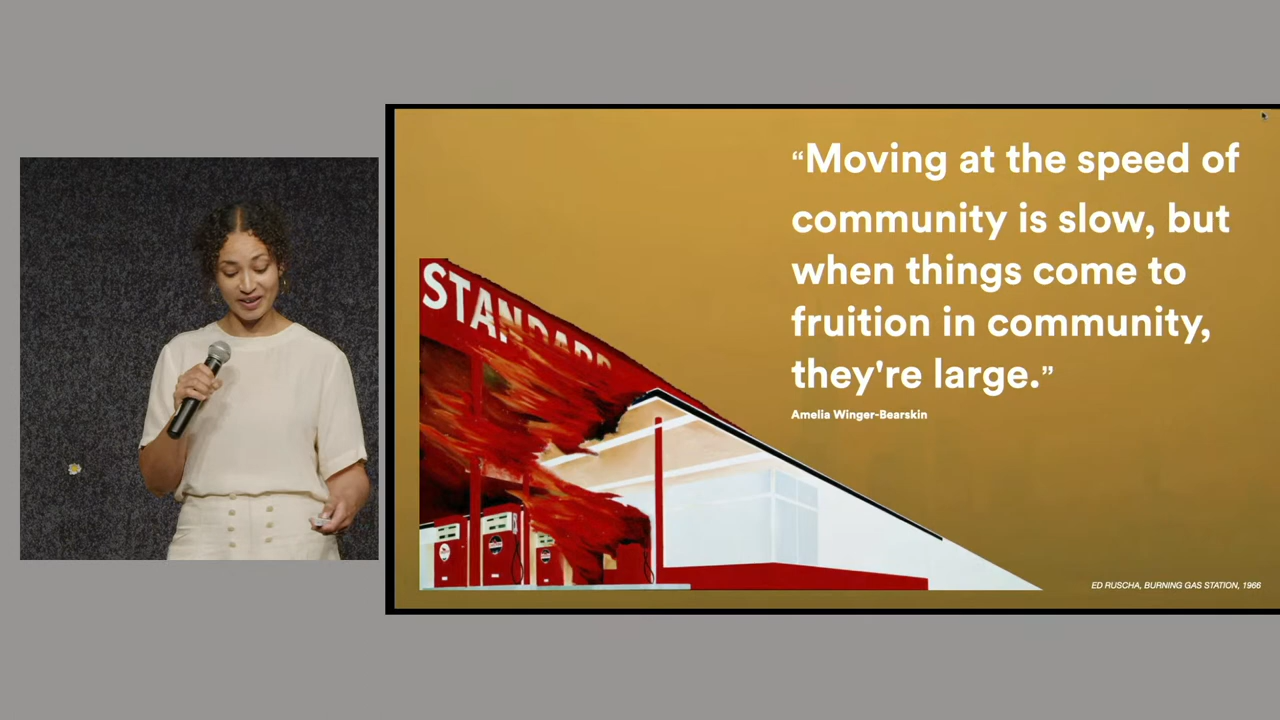 “Moving at the speed of
community is slow, but
when things come to
fruition in community,
they're large.”
Amelia Winger-Bearskin
STANDARD
ED RUSCHA, BURNING GAS STATION, 1966